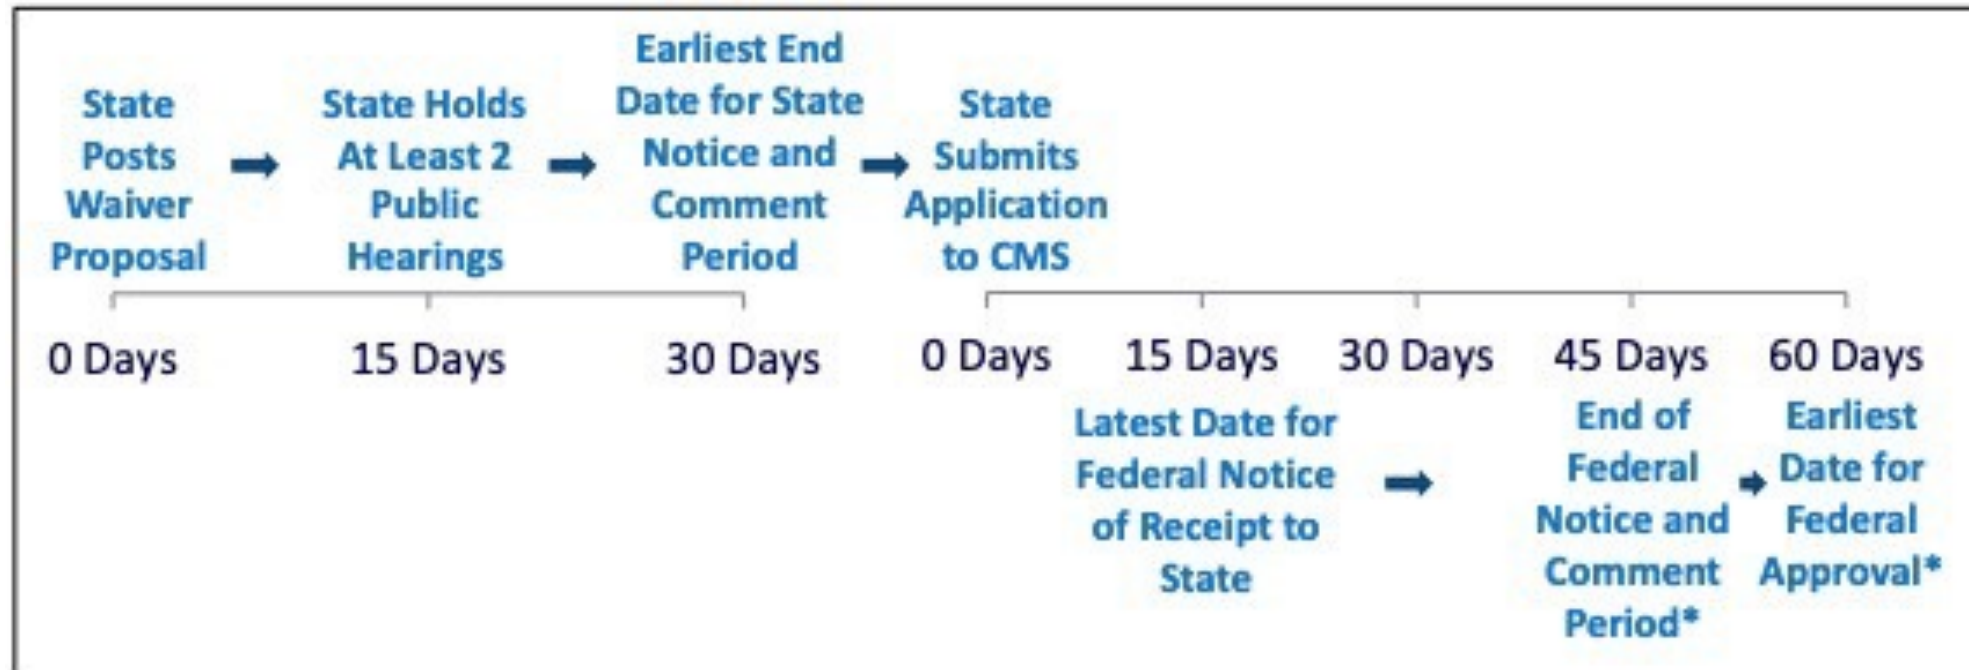 State
Posts
Waiver
Proposal
State Holds
At Least 2
Public
Hearings
Earliest End
Date for State
Notice and
Comment
Period
State
Submits
Application
to CMS
0 Days
15 Days
30 Days
0 Days
15 Days
30 Days
45 Days
60 Days
Latest Date for
Federal Notice
of Receipt to
State
End of
Federal
Notice and
Comment
Period*
Earliest
Date for
Federal
Approval*